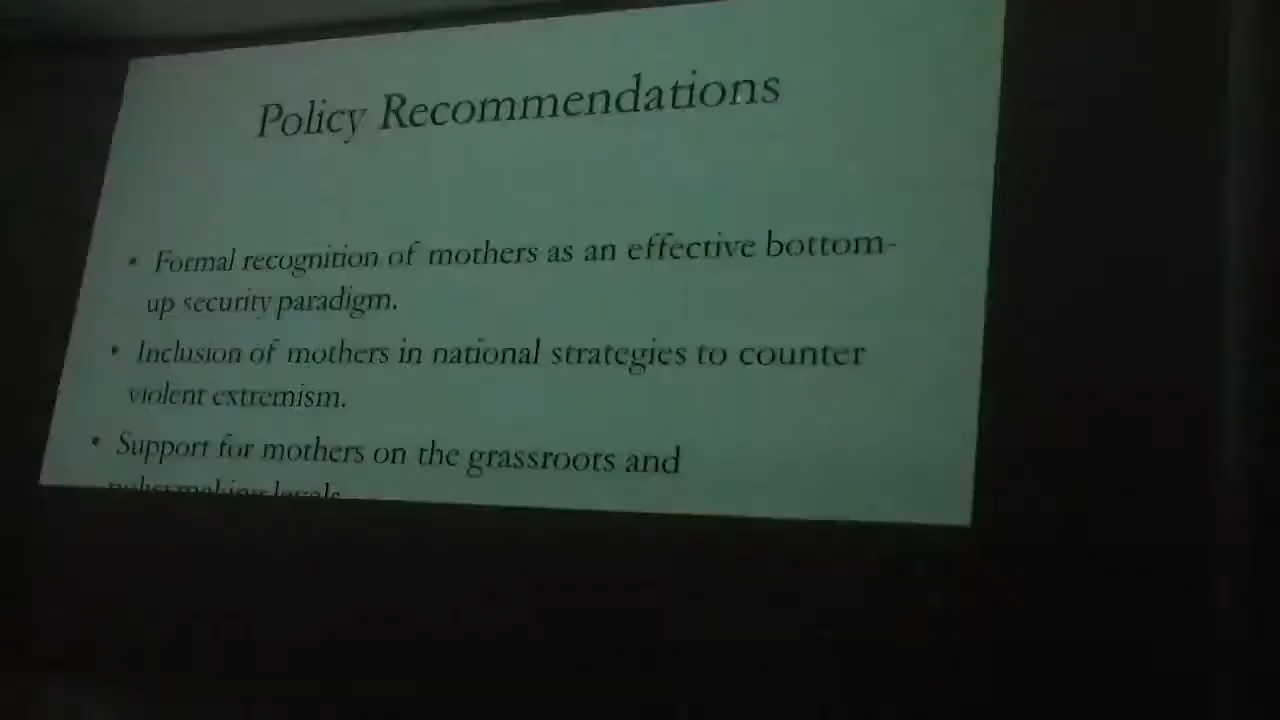 Policy Recommendations
• Formal recognition of mothers as an effective bottom-
up security paradigm.
• Inclusion of mothers in national strategies to counter
violent extremism.
• Support for mothers on the grassroots and
levels